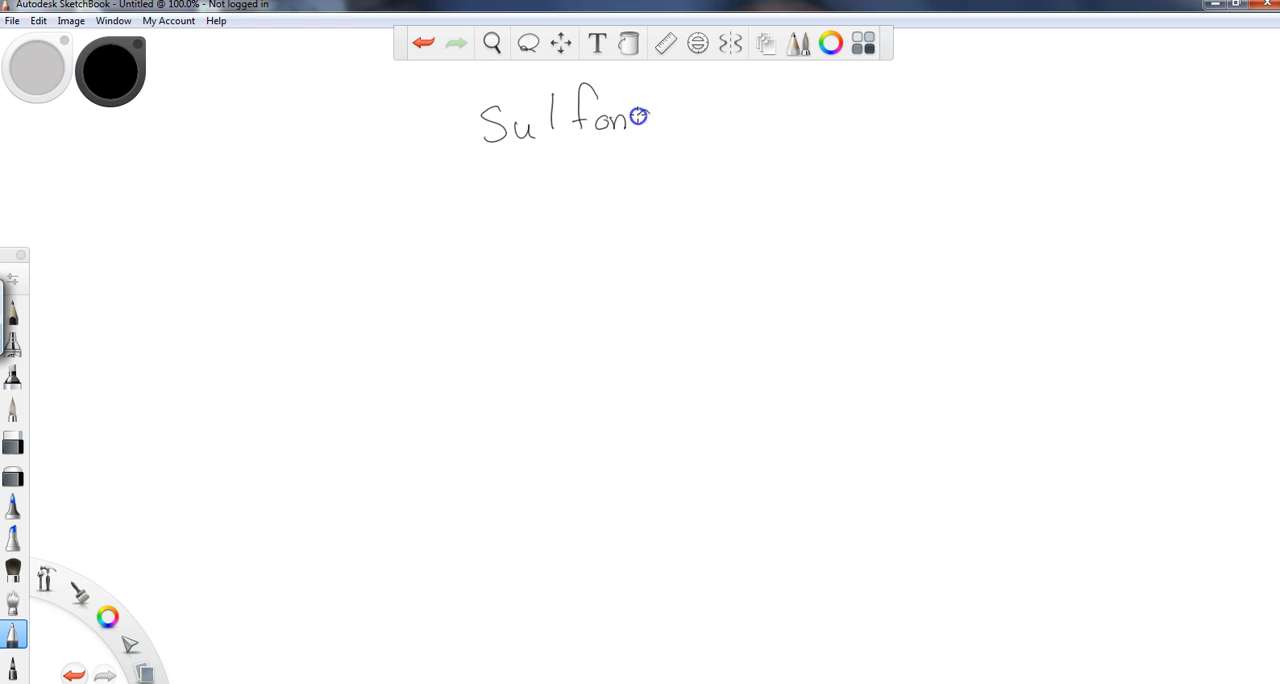 Autodesk SketchBook - Untitled @ 100.0% - Not logged in
File Edit Image Window My Account Help
T
Sulfon